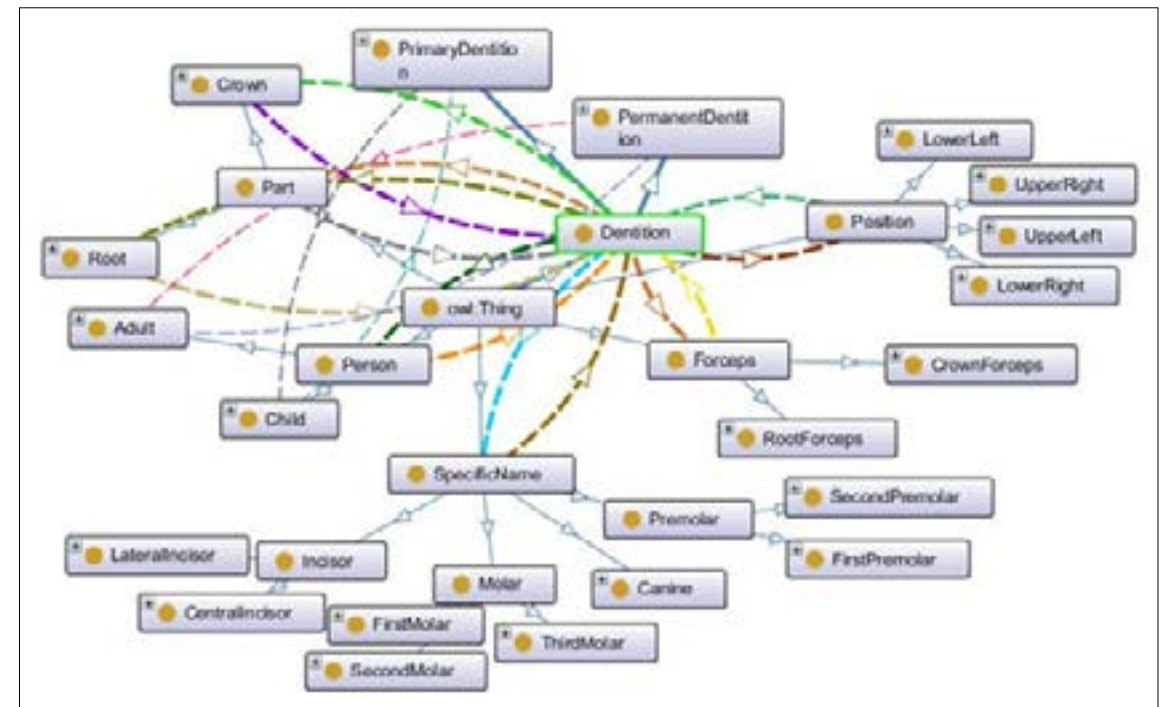 PrimaryDentitio
n
Crown
PermanentDentit
ion
LowerLeft
Part
UpperRight
Position
Dentition
UpperLeft
Root
LowerRight
owl:Thing
Adult
Person
Forceps
CrownForceps
Child
RootForceps
SpecificName
SecondPremolar
Premolar
LateralIncisor
Incisor
FirstPremolar
Molar
Canine
CentralIncisor
FirstMolar
ThirdMolar
SecondMolar